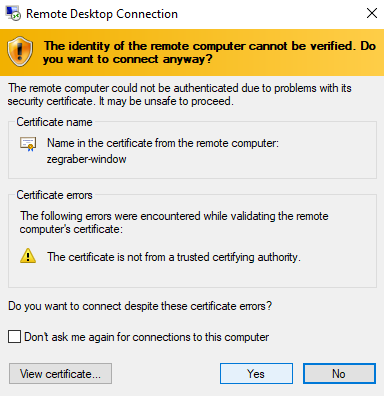 Remote Desktop Connection
The identity of the remote computer cannot be verified. Do
you want to connect anyway?
The remote computer could not be authenticated due to problems with its
security certificate. It may be unsafe to proceed.
Certificate name
Name in the certificate from the remote computer:
zegraber-window
Certificate errors
The following errors were encountered while validating the remote
computer's certificate:
The certificate is not from a trusted certifying authority.
Do you want to connect despite these certificate errors?
Don't ask me again for connections to this computer
View certificate...
Yes
No